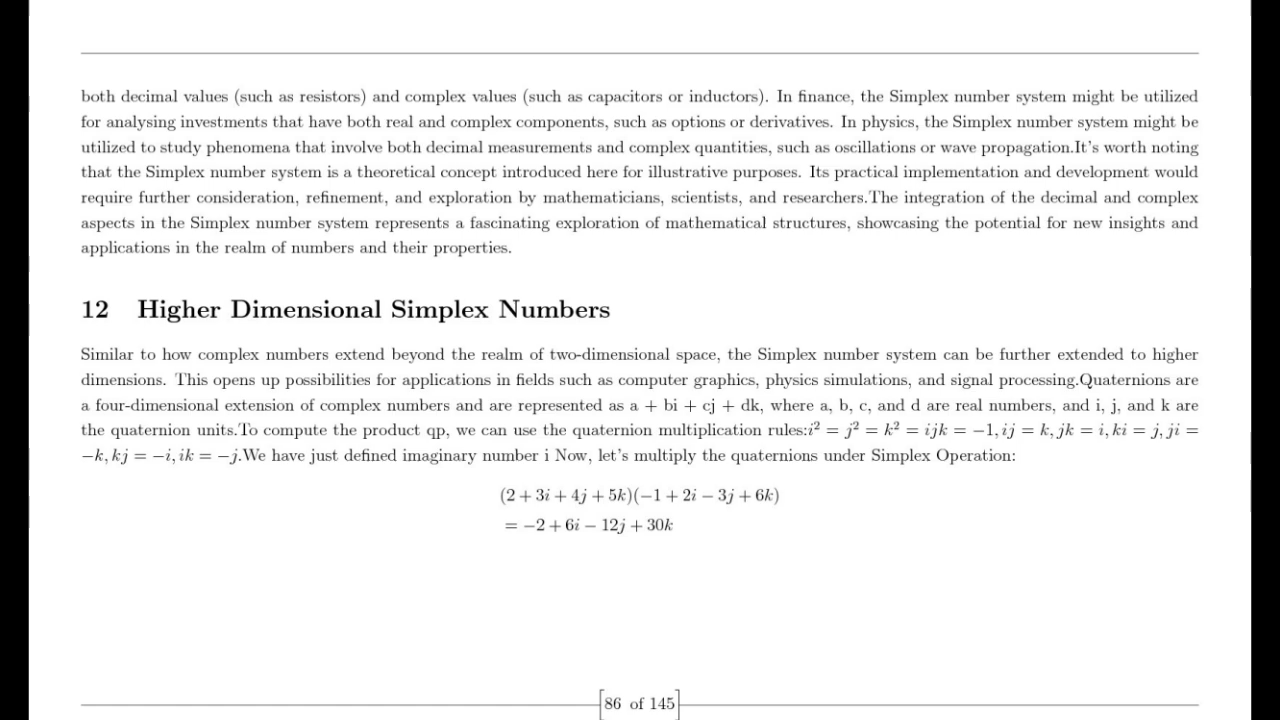 both decimal values (such as resistors) and complex values (such as capacitors or inductors). In finance, the Simplex number system might be utilized
for analysing investments that have both real and complex components, such as options or derivatives. In physics, the Simplex number system might be
utilized to study phenomena that involve both decimal measurements and complex quantities, such as oscillations or wave propagation.It's worth noting
that the Simplex number system is a theoretical concept introduced here for illustrative purposes. Its practical implementation and development would
require further consideration, refinement, and exploration by mathematicians, scientists, and researchers.The integration of the decimal and complex
aspects in the Simplex number system represents a fascinating exploration of mathematical structures, showcasing the potential for new insights and
applications in the realm of numbers and their properties.
12 Higher Dimensional Simplex Numbers
Similar to how complex numbers extend beyond the realm of two-dimensional space, the Simplex number system can be further extended to higher
dimensions. This opens up possibilities for applications in fields such as computer graphics, physics simulations, and signal processing.Quaternions are
a four-dimensional extension of complex numbers and are represented as a + bi + cj + dk, where a, b, c, and d are real numbers, and i, j, and k are
the quaternion units.To compute the product qp, we can use the quaternion multiplication rules:i² = j² = k² = ijk = −1, ij = k, jk = i, ki = j, ji =
−k, kj = −i, ik = −j.We have just defined imaginary number i Now, let's multiply the quaternions under Simplex Operation:
(2 + 3i + 4j + 5k)(−1 + 2i − 3j + 6k)
= −2 + 6i − 12j + 30k
86 of 145